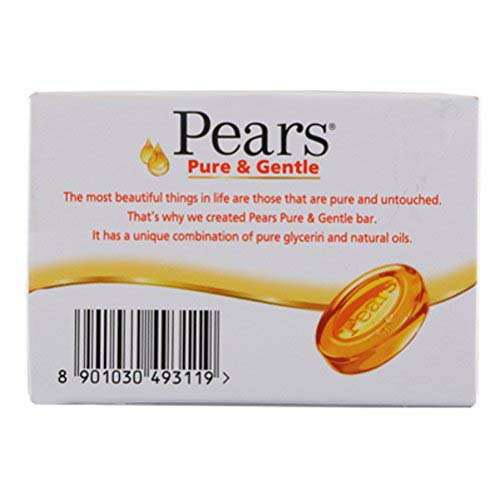 Pears®
Pure & Gentle
The most beautiful things in life are those that are pure and untouched.
That's why we created Pears Pure & Gentle bar.
It has a unique combination of pure glycerin and natural oils.
Pears
8 901030 493119 >